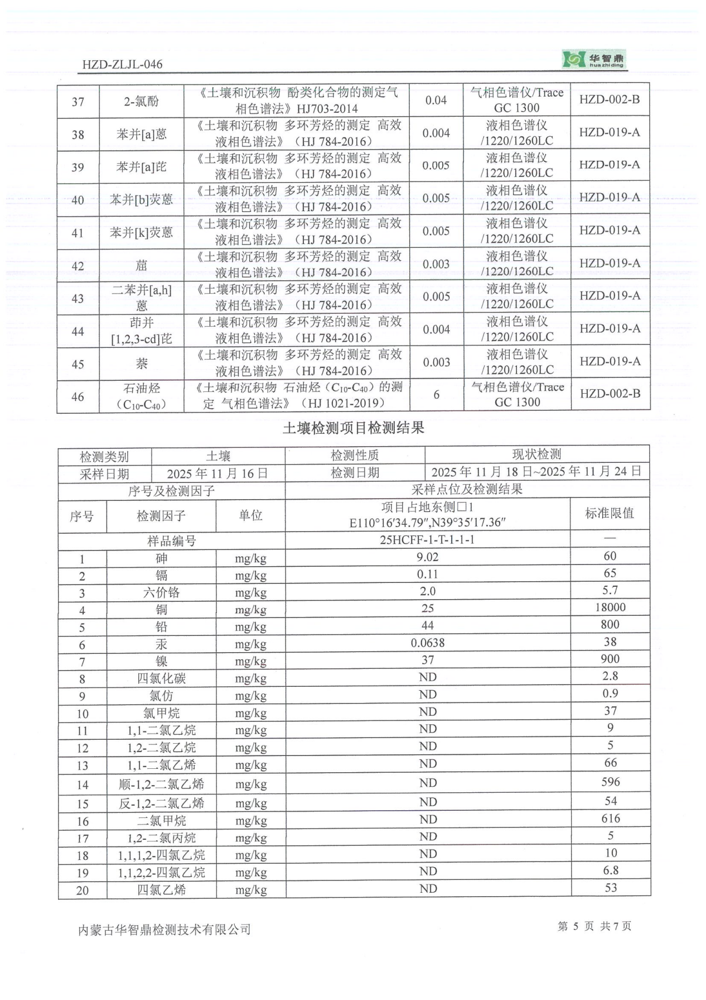 HZD-ZLJL-046
华智鼎
huazhiding
37 2-氯酚 《土壤和沉积物 酚类化合物的测定气相色谱法》HJ703-2014 0.04 气相色谱仪/Trace GC 1300 HZD-002-B
38 苯并[a]蒽 《土壤和沉积物 多环芳烃的测定 高效液相色谱法》（HJ 784-2016） 0.004 液相色谱仪/1220/1260LC HZD-019-A
39 苯并[a]芘 《土壤和沉积物 多环芳烃的测定 高效液相色谱法》（HJ 784-2016） 0.005 液相色谱仪/1220/1260LC HZD-019-A
40 苯并[b]荧蒽 《土壤和沉积物 多环芳烃的测定 高效液相色谱法》（HJ 784-2016） 0.005 液相色谱仪/1220/1260LC HZD-019-A
41 苯并[k]荧蒽 《土壤和沉积物 多环芳烃的测定 高效液相色谱法》（HJ 784-2016） 0.005 液相色谱仪/1220/1260LC HZD-019-A
42 䓛 《土壤和沉积物 多环芳烃的测定 高效液相色谱法》（HJ 784-2016） 0.003 液相色谱仪/1220/1260LC HZD-019-A
43 二苯并[a,h]蒽 《土壤和沉积物 多环芳烃的测定 高效液相色谱法》（HJ 784-2016） 0.005 液相色谱仪/1220/1260LC HZD-019-A
44 茚并[1,2,3-cd]芘 《土壤和沉积物 多环芳烃的测定 高效液相色谱法》（HJ 784-2016） 0.004 液相色谱仪/1220/1260LC HZD-019-A
45 萘 《土壤和沉积物 多环芳烃的测定 高效液相色谱法》（HJ 784-2016） 0.003 液相色谱仪/1220/1260LC HZD-019-A
46 石油烃（C10-C40） 《土壤和沉积物 石油烃（C10-C40）的测定 气相色谱法》（HJ 1021-2019） 6 气相色谱仪/Trace GC 1300 HZD-002-B
土壤检测项目检测结果
检测类别 土壤 检测性质 现状检测
采样日期 2025年11月16日 检测日期 2025年11月18日~2025年11月24日
序号及检测因子 采样点位及检测结果
序号 检测因子 单位 项目占地东侧□1 E110°16′34.79″,N39°35′17.36″ 标准限值
样品编号 25HCFF-1-T-1-1-1 —
1 砷 mg/kg 9.02 60
2 镉 mg/kg 0.11 65
3 六价铬 mg/kg 2.0 5.7
4 铜 mg/kg 25 18000
5 铅 mg/kg 44 800
6 汞 mg/kg 0.0638 38
7 镍 mg/kg 37 900
8 四氯化碳 mg/kg ND 2.8
9 氯仿 mg/kg ND 0.9
10 氯甲烷 mg/kg ND 37
11 1,1-二氯乙烷 mg/kg ND 9
12 1,2-二氯乙烷 mg/kg ND 5
13 1,1-二氯乙烯 mg/kg ND 66
14 顺-1,2-二氯乙烯 mg/kg ND 596
15 反-1,2-二氯乙烯 mg/kg ND 54
16 二氯甲烷 mg/kg ND 616
17 1,2-二氯丙烷 mg/kg ND 5
18 1,1,1,2-四氯乙烷 mg/kg ND 10
19 1,1,2,2-四氯乙烷 mg/kg ND 6.8
20 四氯乙烯 mg/kg ND 53
内蒙古华智鼎检测技术有限公司
第 5 页 共7页